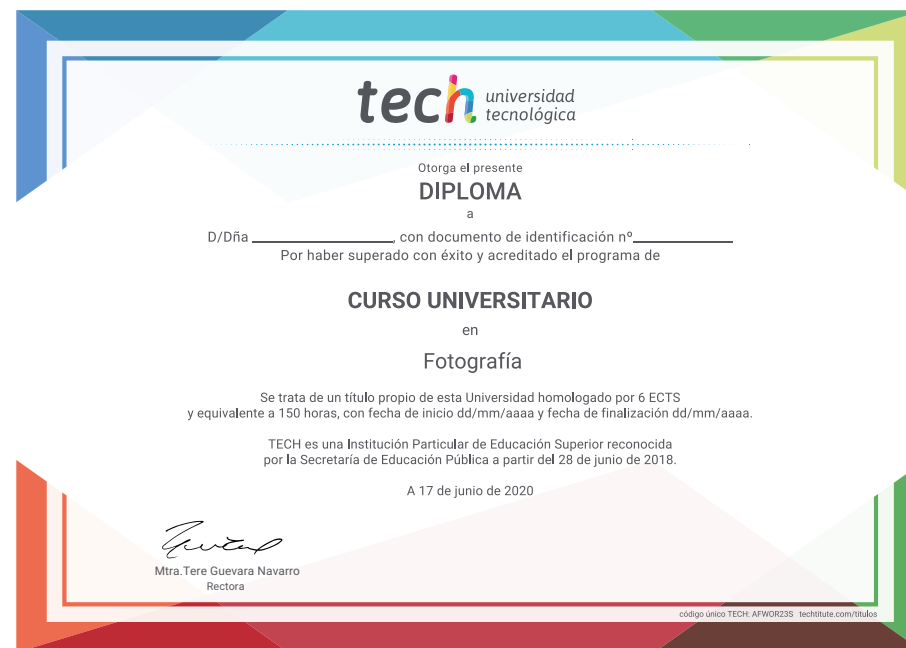 tech universidad
tecnológica
Otorga el presente
DIPLOMA
a
D/Dña ____________________, con documento de identificación nº______________
Por haber superado con éxito y acreditado el programa de
CURSO UNIVERSITARIO
en
Fotografía
Se trata de un título propio de esta Universidad homologado por 6 ECTS
y equivalente a 150 horas, con fecha de inicio dd/mm/aaaa y fecha de finalización dd/mm/aaaa.
TECH es una Institución Particular de Educación Superior reconocida
por la Secretaría de Educación Pública a partir del 28 de junio de 2018.
A 17 de junio de 2020
Mtra.Tere Guevara Navarro
Rectora
código único TECH: AFWOR23S techtitute.com/titulos